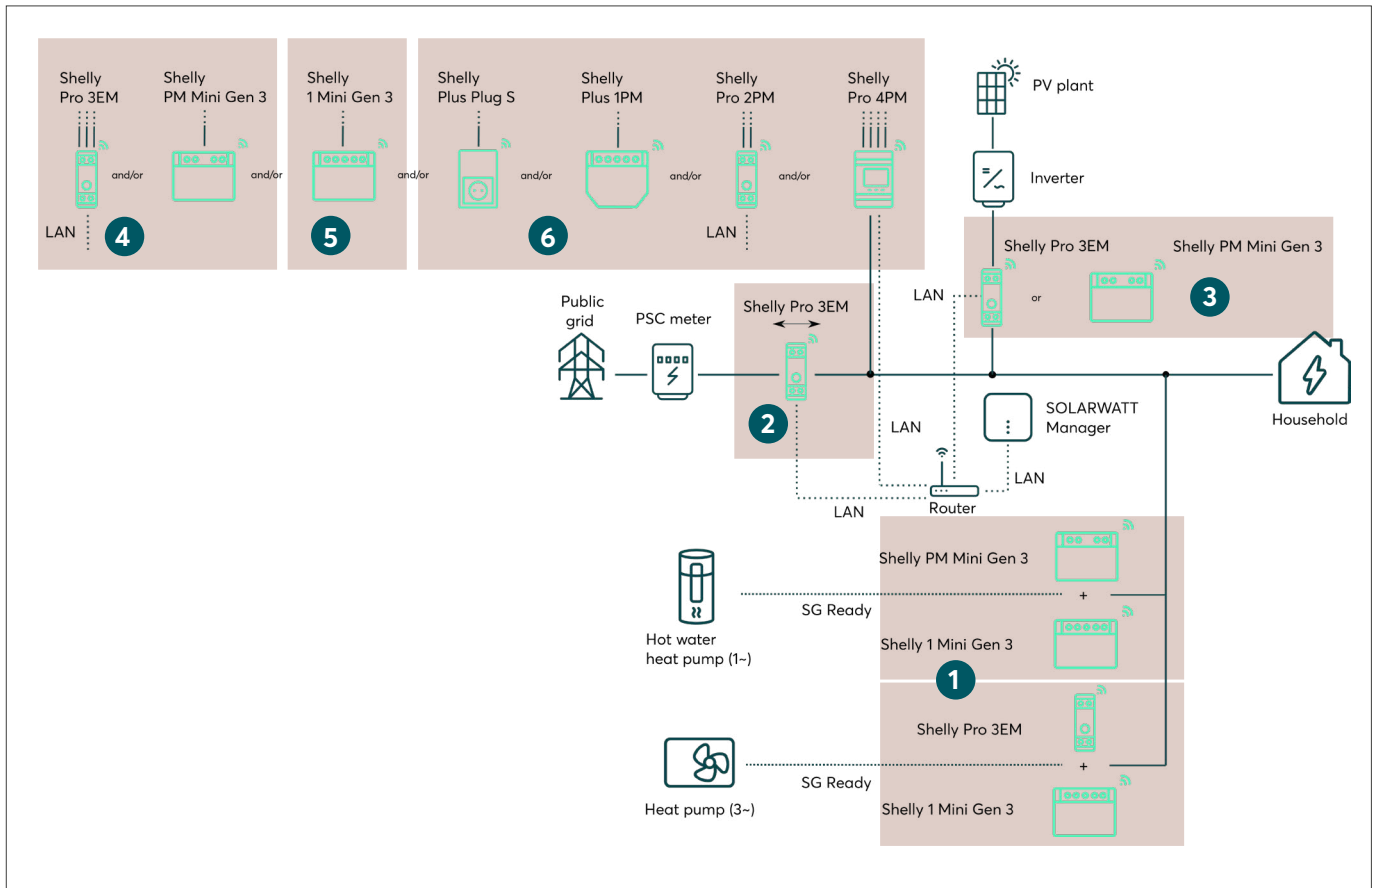 Shelly
Pro 3EM
Shelly
PM Mini Gen 3
Shelly
1 Mini Gen 3
Shelly
Plus Plug S
Shelly
Plus 1PM
Shelly
Pro 2PM
Shelly
Pro 4PM
and/or
and/or
and/or
and/or
and/or
and/or
LAN
4
5
6
LAN
PV plant
Inverter
Shelly Pro 3EM
Shelly PM Mini Gen 3
LAN
or
3
Public
grid
PSC meter
Shelly Pro 3EM
2
Household
SOLARWATT
Manager
LAN
LAN
LAN
Router
Shelly PM Mini Gen 3
+
SG Ready
Hot water
heat pump (1~)
Shelly 1 Mini Gen 3
1
Shelly Pro 3EM
+
SG Ready
Heat pump (3~)
Shelly 1 Mini Gen 3